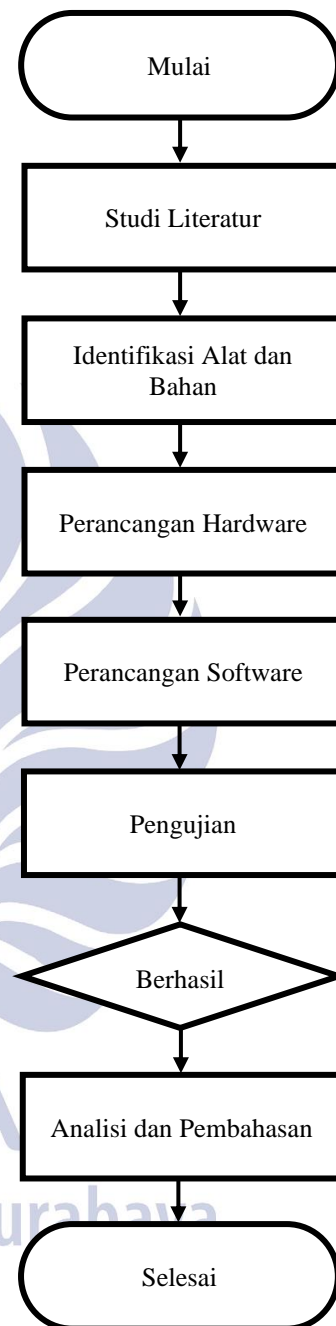 Mulai
Studi Literatur
Identifikasi Alat dan
Bahan
Perancangan Hardware
Perancangan Software
Pengujian
Berhasil
Analisi dan Pembahasan
Selesai